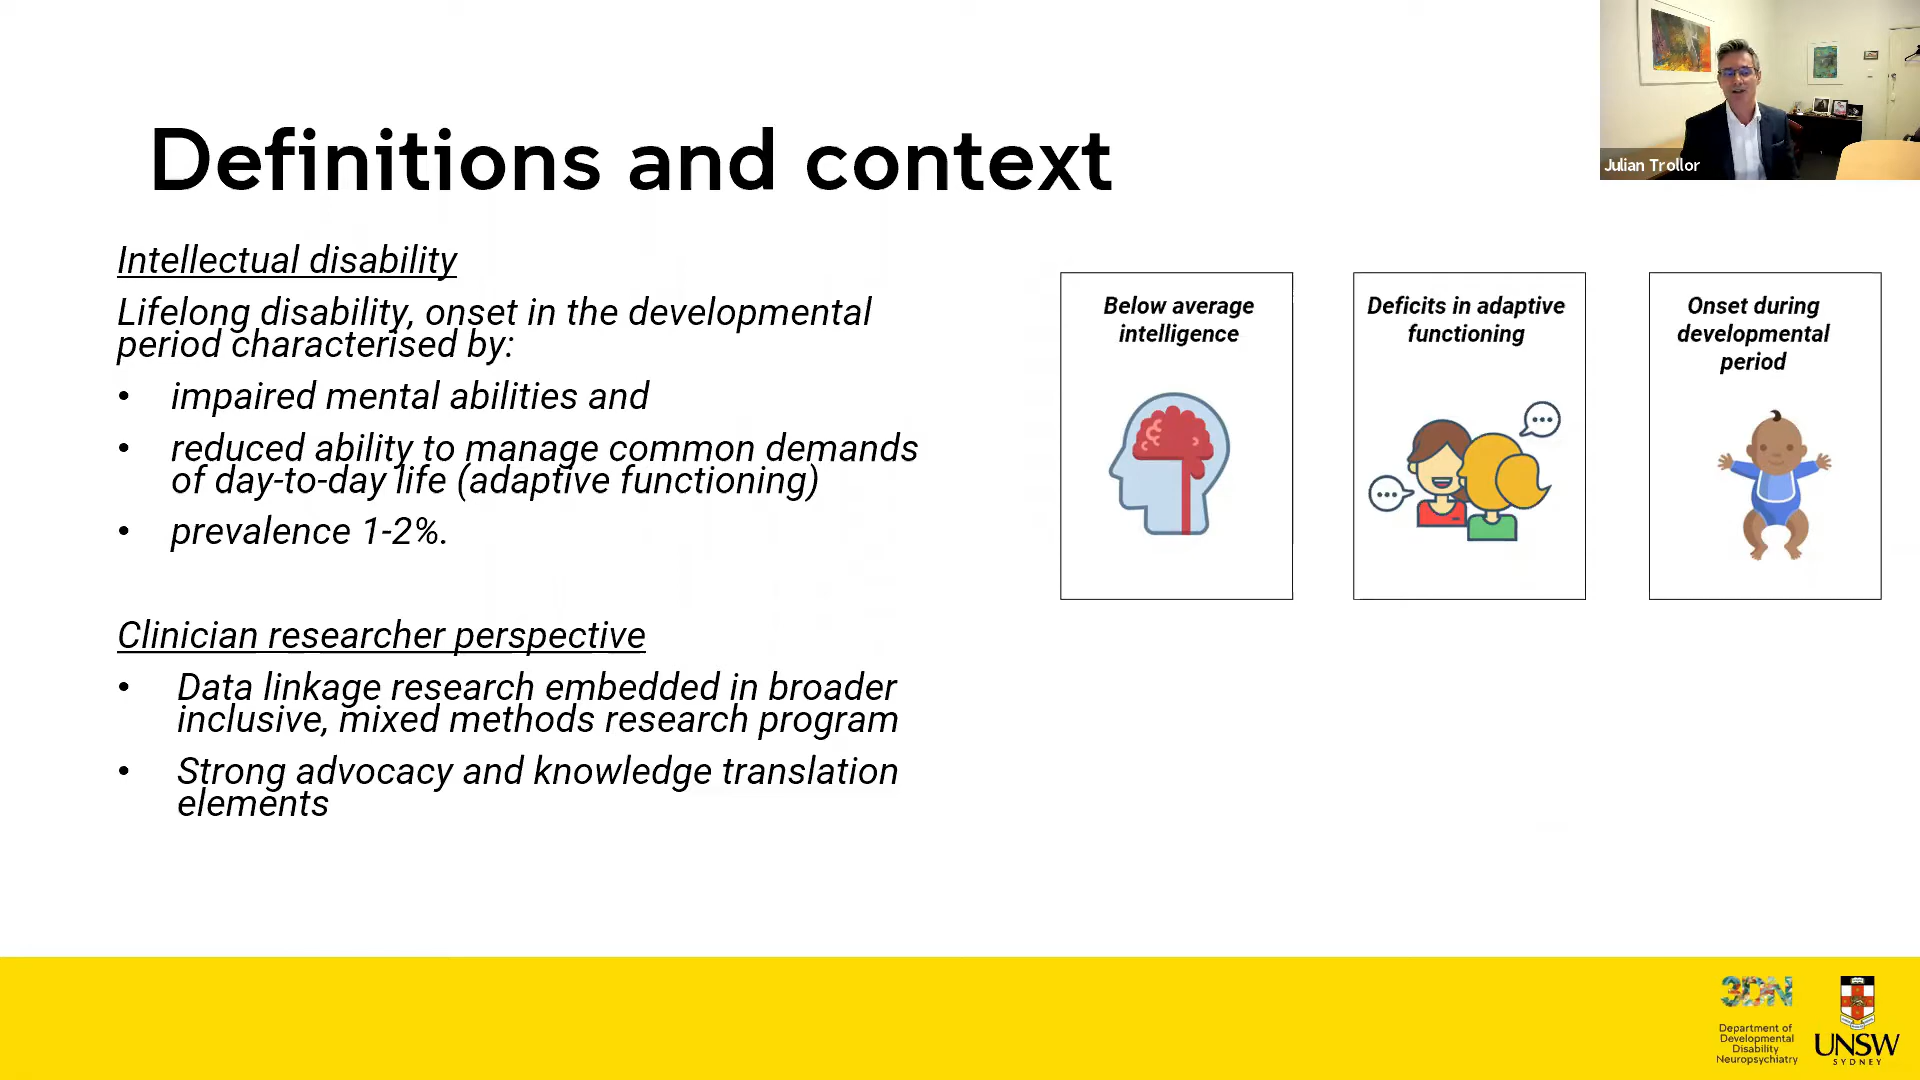 Definitions and context
Julian Trollor
Intellectual disability
Lifelong disability, onset in the developmental
period characterised by:
• impaired mental abilities and
• reduced ability to manage common demands
of day-to-day life (adaptive functioning)
• prevalence 1-2%.
Clinician researcher perspective
• Data linkage research embedded in broader
inclusive, mixed methods research program
• Strong advocacy and knowledge translation
elements
Below average
intelligence
Deficits in adaptive
functioning
Onset during
developmental
period
3DN
Department of
Developmental
Disability
Neuropsychiatry
UNSW
SYDNEY